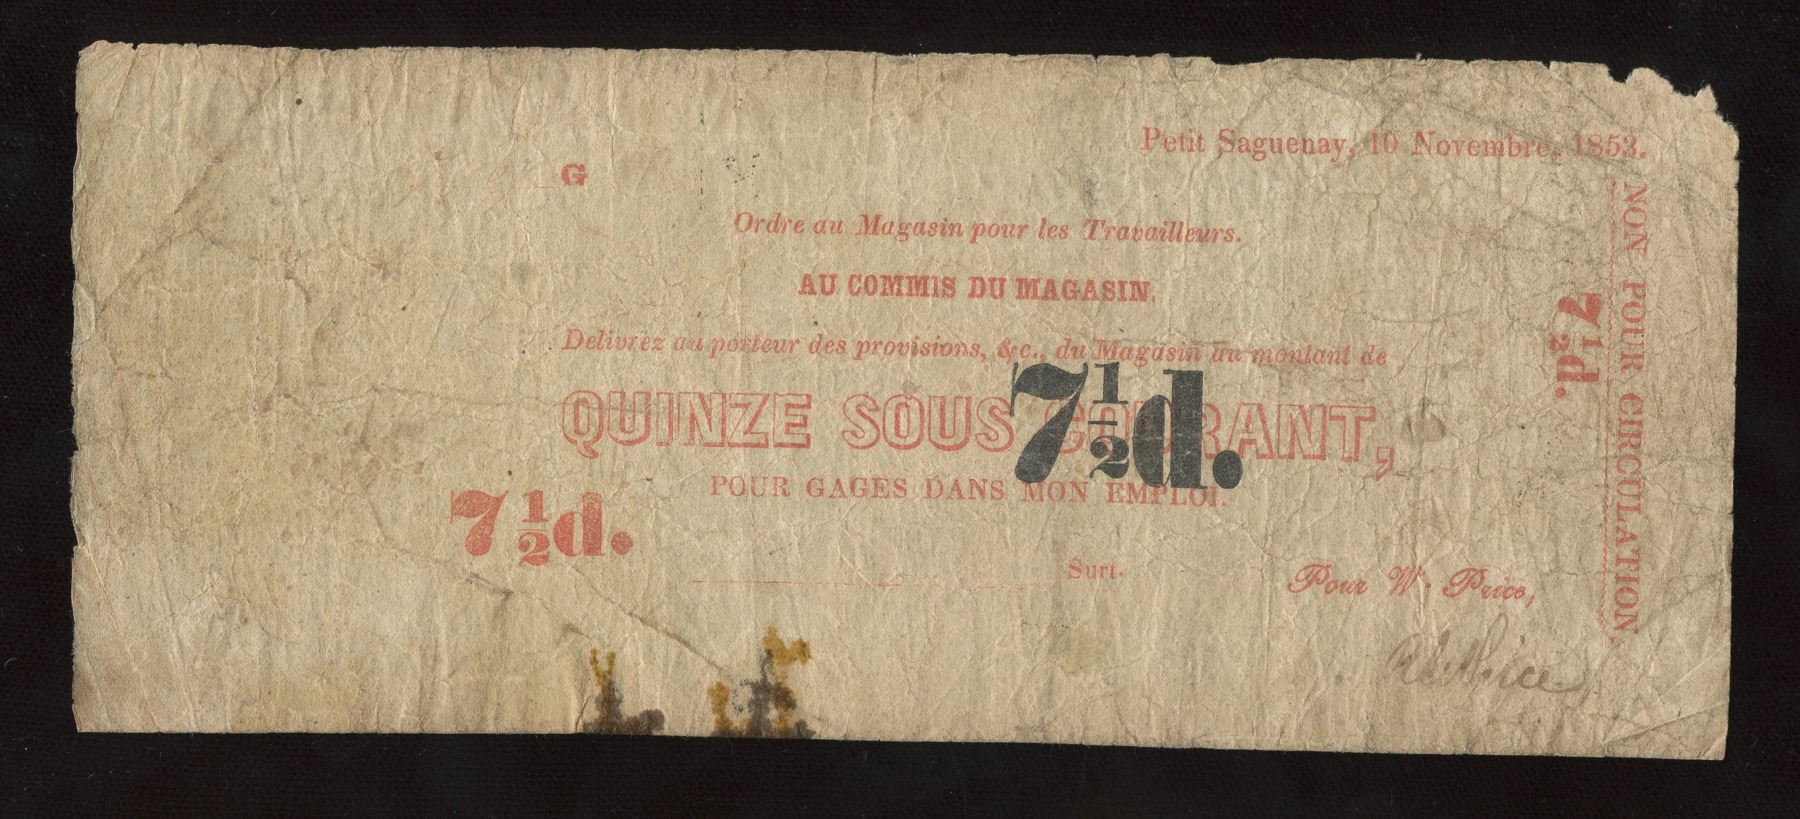 Petit Saguenay, 10 Novembre, 1853.
G
Ordre au Magasin pour les Travailleurs.
AU COMMIS DU MAGASIN.
Delivrez au porteur des provisions, &c., du Magasin au montant de
QUINZE SOUS COURANT,
7½d.
POUR GAGES DANS MON EMPLOI.
7½d.
Surt.
Pour W. Price,
7½d.
NON POUR CIRCULATION.